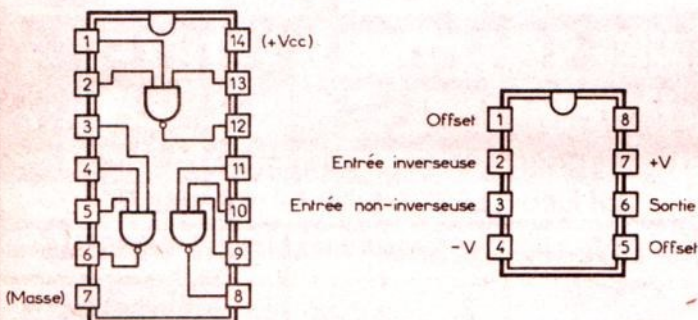 1 14 (+Vcc)
2 13
3 12
4 11
5 10
6 9
(Masse) 7 8
Offset 1 8
Entrée inverseuse 2 7 +V
Entrée non-inverseuse 3 6 Sortie
-V 4 5 Offset